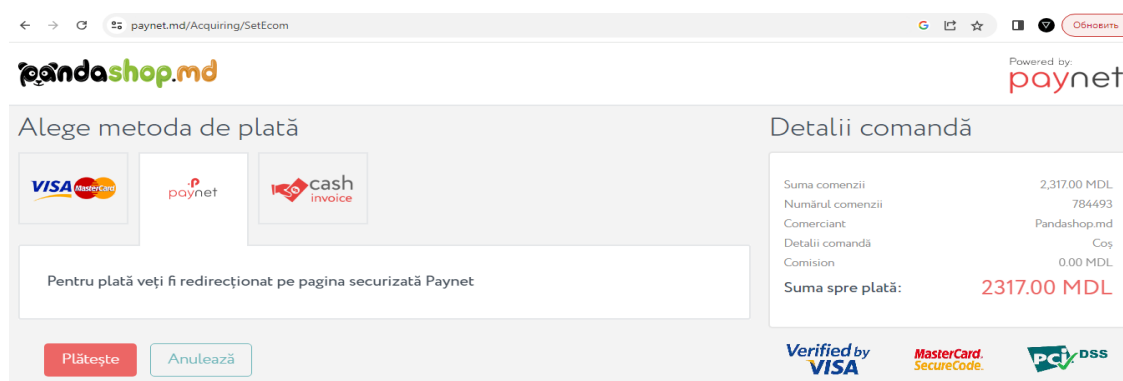 paynet.md/Acquiring/SetEcom
Обновить
pandashop.md
Powered by:
paynet
Alege metoda de plată
Detalii comandă
VISA MasterCard
paynet
cash
invoice
Suma comenzii 2,317.00 MDL
Numărul comenzii 784493
Comerciant Pandashop.md
Detalii comandă Coș
Comision 0.00 MDL
Suma spre plată: 2317.00 MDL
Pentru plată veți fi redirecționat pe pagina securizată Paynet
Plătește
Anulează
Verified by
VISA
MasterCard.
SecureCode.
PCI DSS